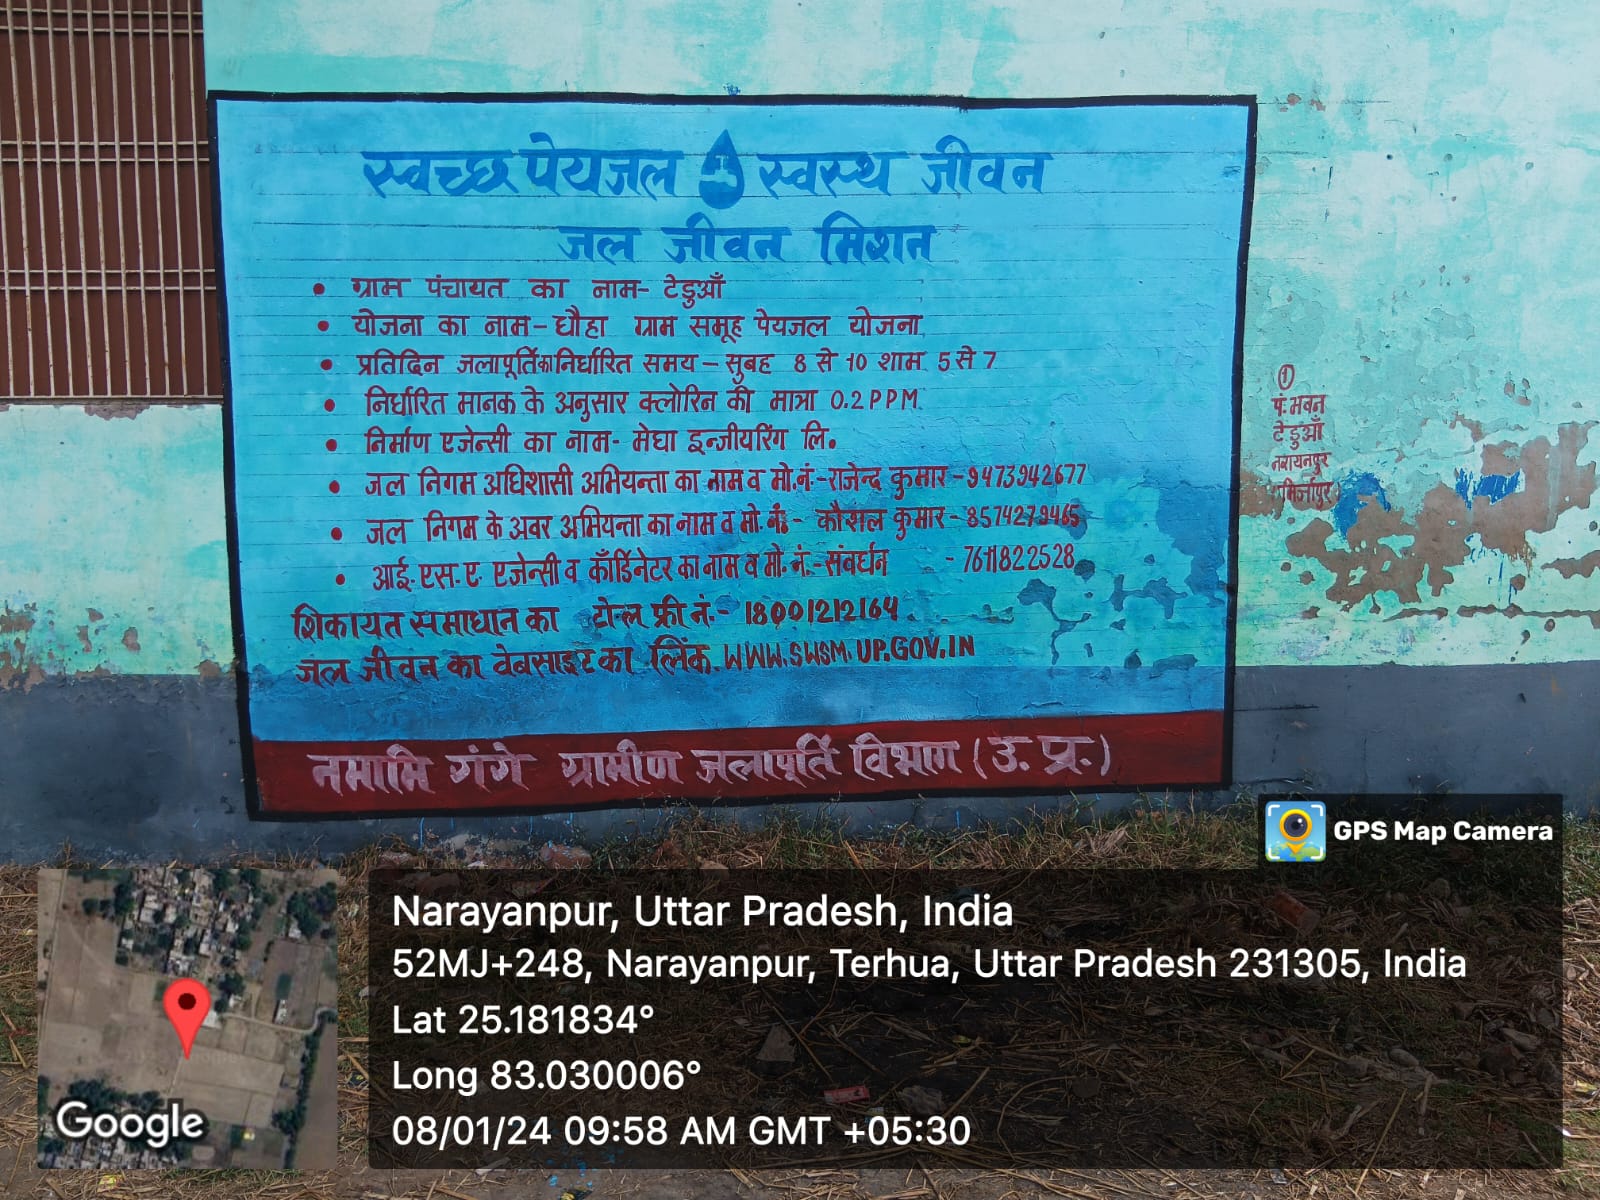 स्वच्छ पेयजल स्वस्थ जीवन
जल जीवन मिशन
• ग्राम पंचायत का नाम- टेडुआँ
• योजना का नाम- घौहा ग्राम समूह पेयजल योजना
• प्रतिदिन जलापूर्ति का निर्धारित समय - सुबह 8 से 10 शाम 5 से 7
• निर्धारित मानक के अनुसार क्लोरिन की मात्रा 0.2 PPM
• निर्माण एजेन्सी का नाम- मेघा इन्जीयरिंग लि.
• जल निगम अधिशासी अभियन्ता का नाम व मो.नं.-राजेन्द्र कुमार - 9473942677
• जल निगम के अवर अभियन्ता का नाम व मो. नं. - कौशल कुमार - 8574279465
• आई. एस. ए. एजेन्सी व कॉर्डिनेटर का नाम व मो. नं.- संवर्धन - 7611822528
शिकायत समाधान का टोल फ्री नं.- 18001212164
जल जीवन का वेबसाइट का लिंक. WWW.SWSM.UP.GOV.IN
नमामि गंगे ग्रामीण जलापूर्ति विभाग (उ. प्र.)
1
पं. भवन
टेडुआँ
नरायनपुर
मिर्जापुर
GPS Map Camera
Narayanpur, Uttar Pradesh, India
52MJ+248, Narayanpur, Terhua, Uttar Pradesh 231305, India
Lat 25.181834°
Long 83.030006°
08/01/24 09:58 AM GMT +05:30
Google